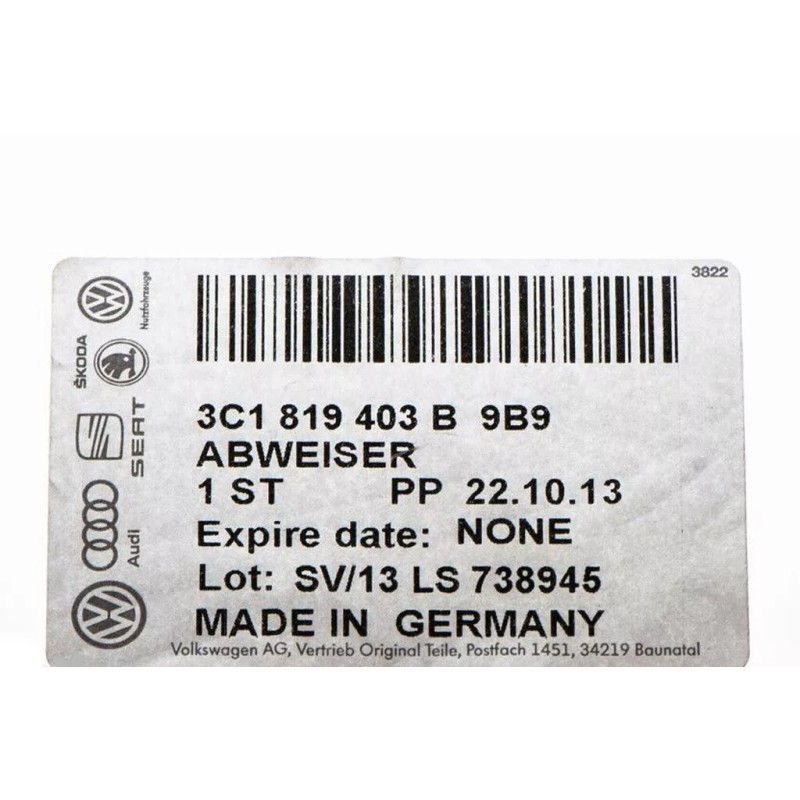 3822
Nutzfahrzeuge
ŠKODA
SEAT
Audi
3C1 819 403 B 9B9
ABWEISER
1 ST PP 22.10.13
Expire date: NONE
Lot: SV/13 LS 738945
MADE IN GERMANY
Volkswagen AG, Vertrieb Original Teile, Postfach 1451, 34219 Baunatal